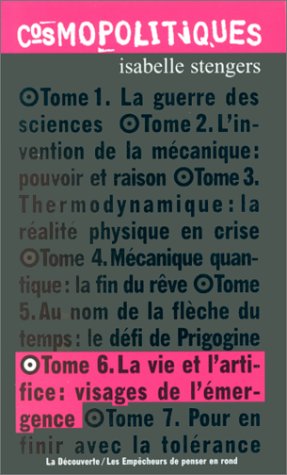 COSMOPOLITIQUES
isabelle stengers
Tome 1. La guerre des
sciences Tome 2. L'in-
vention de la mécanique:
pouvoir et raison Tome 3.
Thermodynamique: la
réalité physique en crise
Tome 4. Mécanique quan-
tique: la fin du rêve Tome
5. Au nom de la flèche du
temps: le défi de Prigogine
Tome 6. La vie et l'arti-
fice: visages de l'émer-
gence Tome 7. Pour en
finir avec la tolérance
La Découverte / Les Empêcheurs de penser en rond